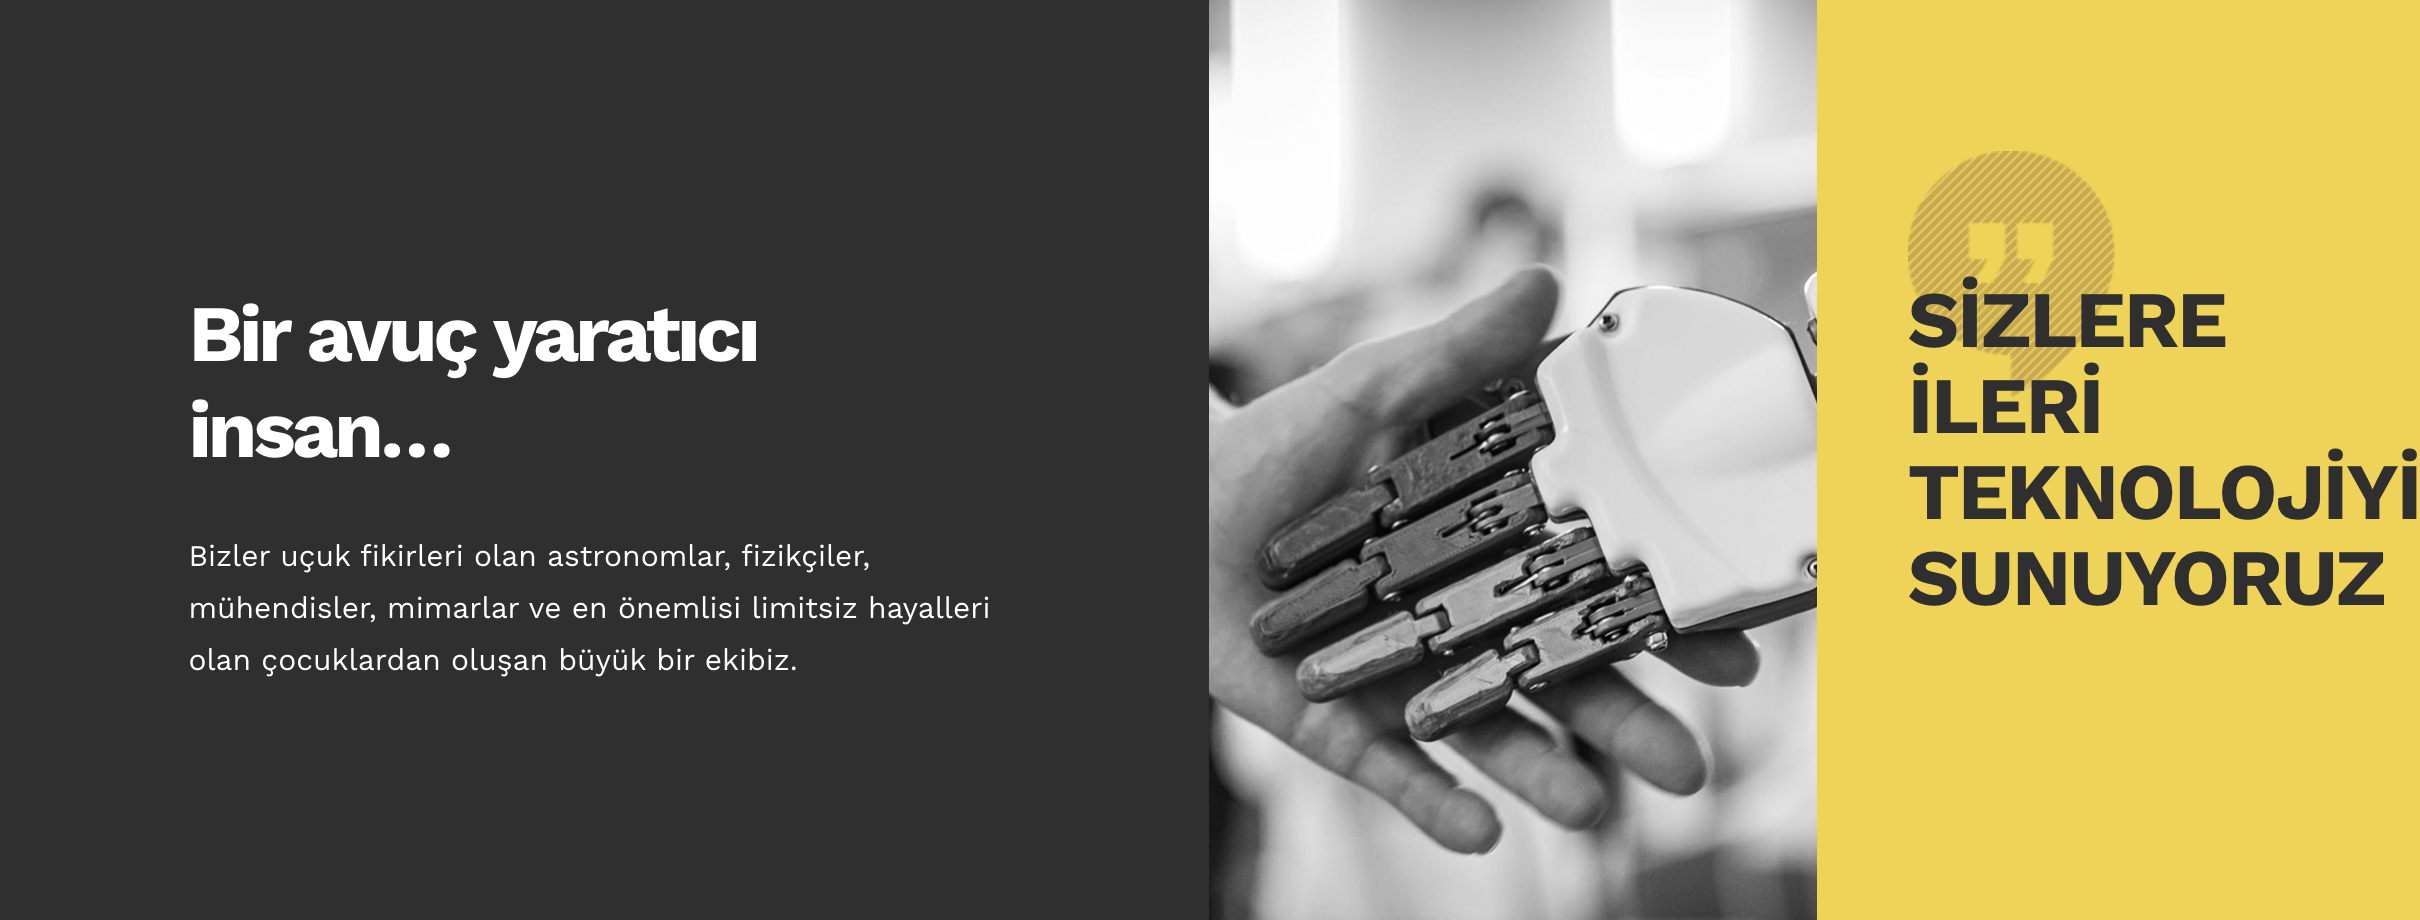 Bir avuç yaratıcı
insan...
Bizler uçuk fikirleri olan astronomlar, fizikçiler,
mühendisler, mimarlar ve en önemlisi limitsiz hayalleri
olan çocuklardan oluşan büyük bir ekibiz.
SİZLERE
İLERİ
TEKNOLOJİYİ
SUNUYORUZ